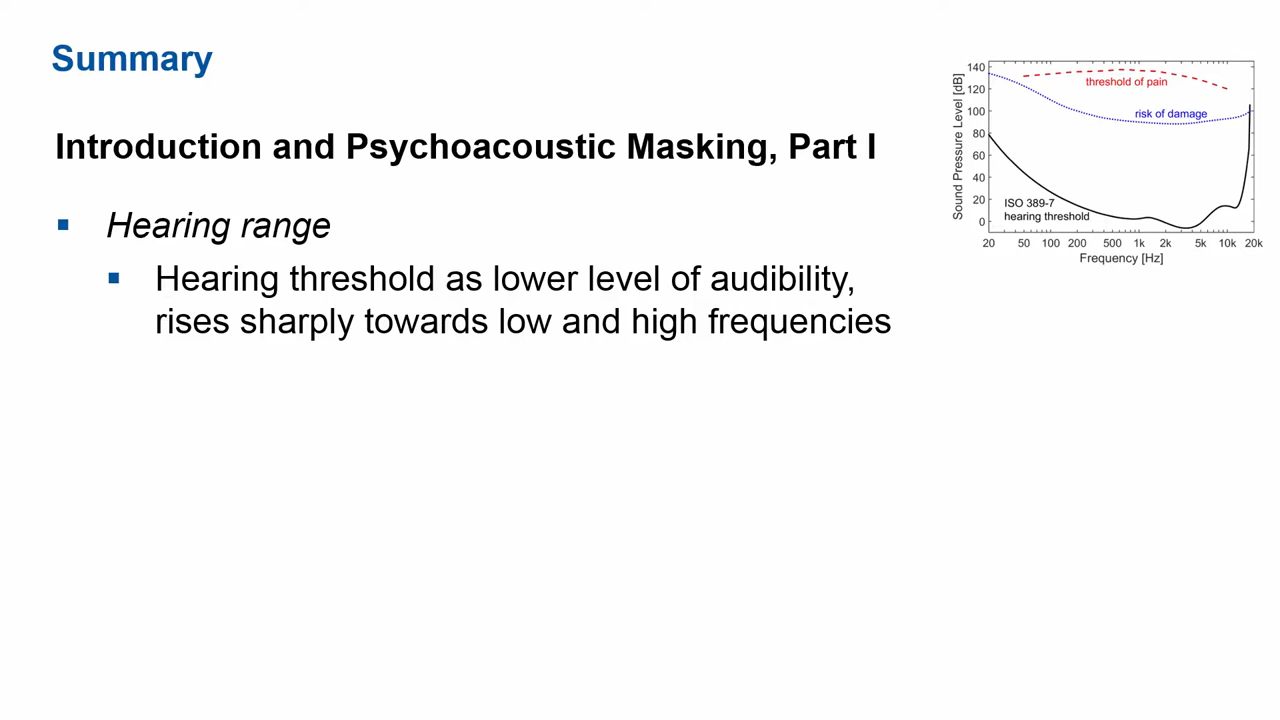 Summary
Introduction and Psychoacoustic Masking, Part I
▪ Hearing range
▪ Hearing threshold as lower level of audibility,
rises sharply towards low and high frequencies
Sound Pressure Level [dB]
140
120
100
80
60
40
20
0
threshold of pain
risk of damage
ISO 389-7
hearing threshold
20 50 100 200 500 1k 2k 5k 10k 20k
Frequency [Hz]